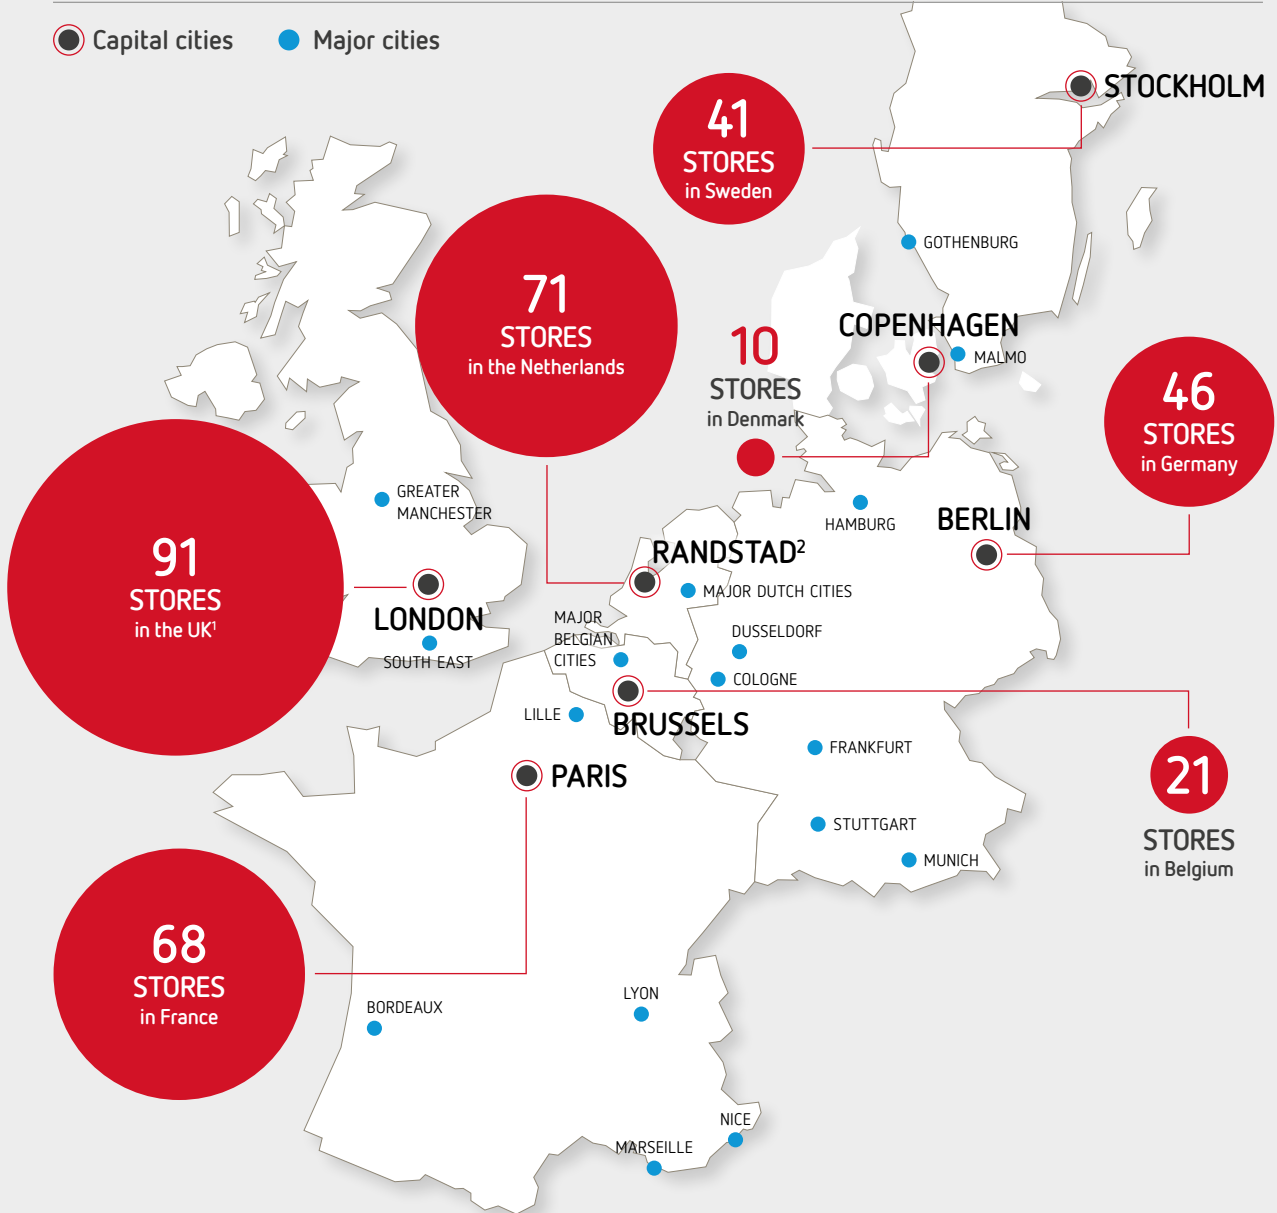 Capital cities
Major cities
STOCKHOLM
41
STORES
in Sweden
GOTHENBURG
71
STORES
in the Netherlands
COPENHAGEN
10
STORES
in Denmark
MALMO
46
STORES
in Germany
GREATER
MANCHESTER
HAMBURG
BERLIN
91
STORES
in the UK¹
RANDSTAD²
MAJOR DUTCH CITIES
LONDON
SOUTH EAST
MAJOR
BELGIAN
CITIES
DUSSELDORF
COLOGNE
LILLE
BRUSSELS
FRANKFURT
PARIS
21
STORES
in Belgium
STUTTGART
MUNICH
68
STORES
in France
BORDEAUX
LYON
NICE
MARSEILLE